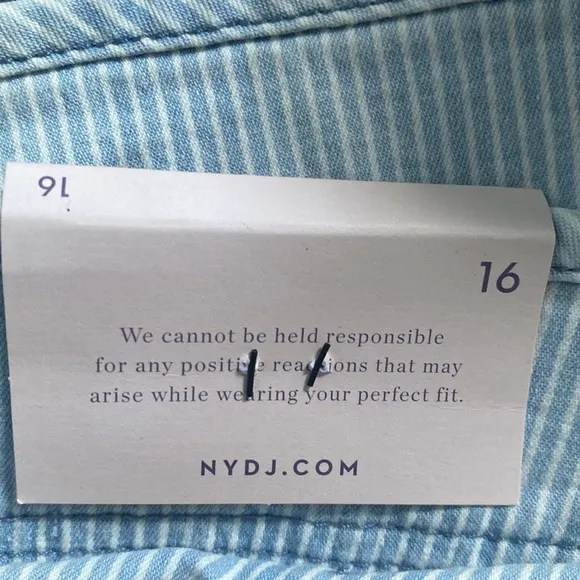 16
16
We cannot be held responsible
for any positive reactions that may
arise while wearing your perfect fit.
NYDJ.COM